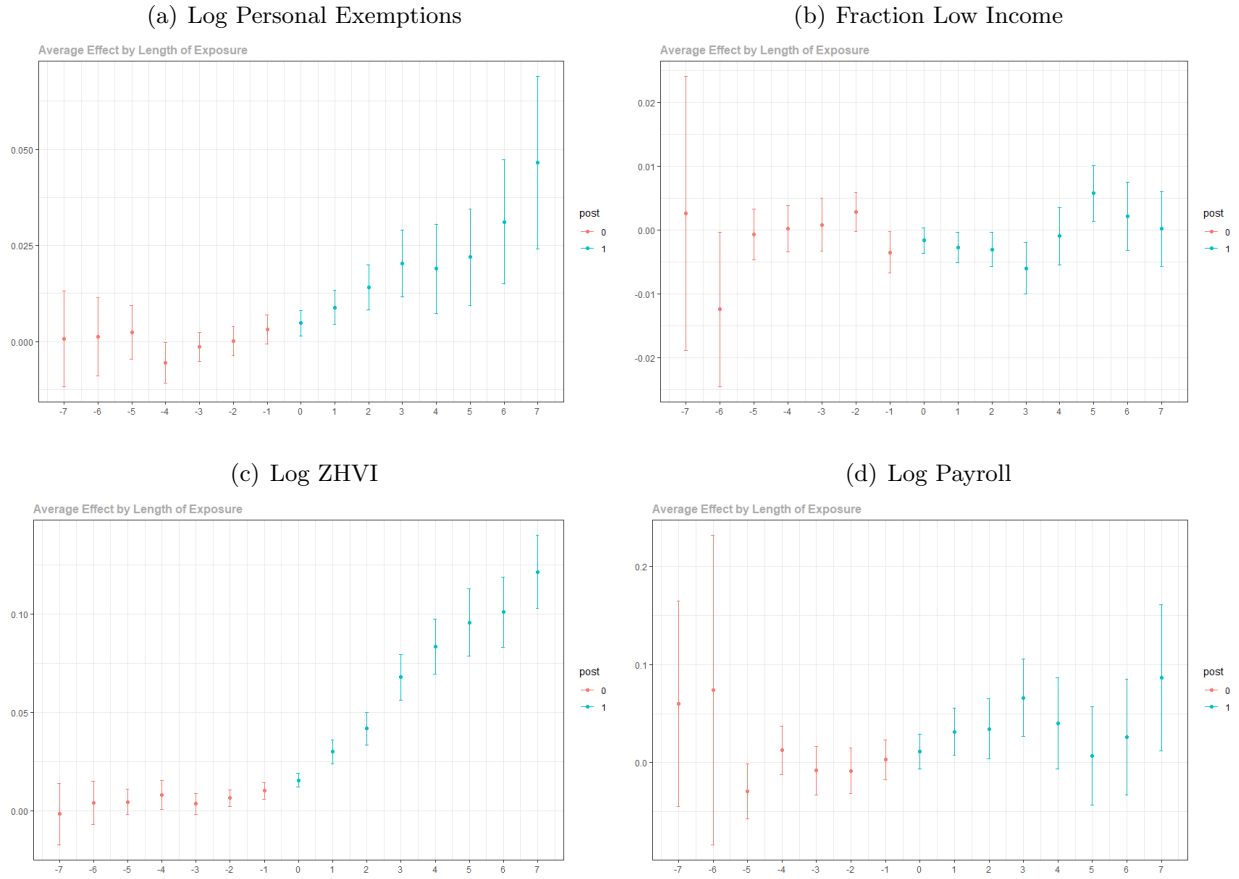 (a) Log Personal Exemptions
Average Effect by Length of Exposure
0.050
0.025
0.000
-7 -6 -5 -4 -3 -2 -1 0 1 2 3 4 5 6 7
post
0
1
(b) Fraction Low Income
Average Effect by Length of Exposure
0.02
0.01
0.00
-0.01
-0.02
-7 -6 -5 -4 -3 -2 -1 0 1 2 3 4 5 6 7
post
0
1
(c) Log ZHVI
Average Effect by Length of Exposure
0.10
0.05
0.00
-7 -6 -5 -4 -3 -2 -1 0 1 2 3 4 5 6 7
post
0
1
(d) Log Payroll
Average Effect by Length of Exposure
0.2
0.1
0.0
-7 -6 -5 -4 -3 -2 -1 0 1 2 3 4 5 6 7
post
0
1